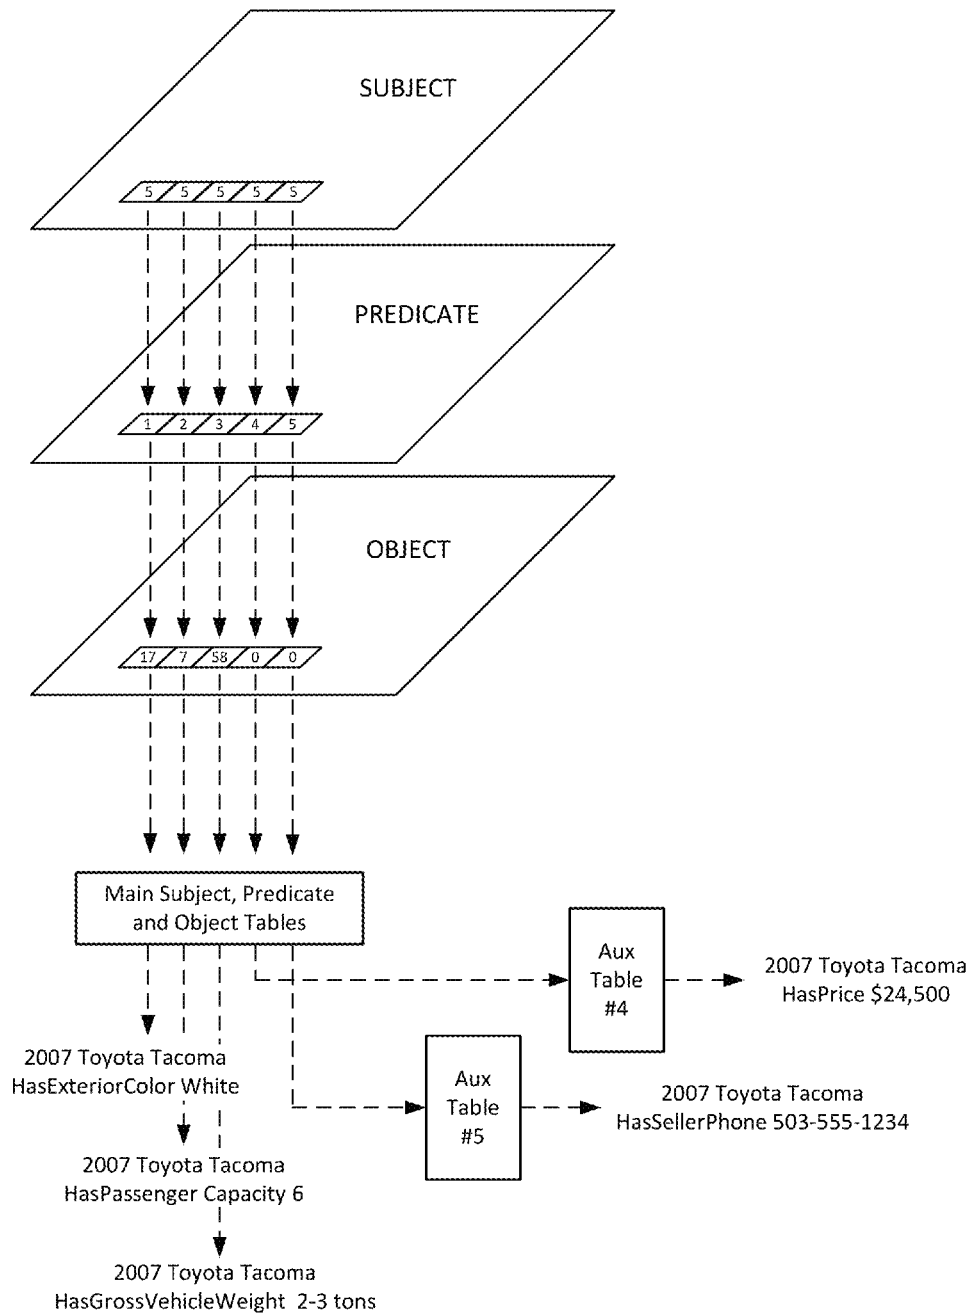 SUBJECT
5 5 5 5 5
PREDICATE
1 2 3 4 5
OBJECT
17 7 58 0 0
Main Subject, Predicate
and Object Tables
Aux
Table
#4
2007 Toyota Tacoma
HasPrice $24,500
2007 Toyota Tacoma
HasExteriorColor White
Aux
Table
#5
2007 Toyota Tacoma
HasSellerPhone 503-555-1234
2007 Toyota Tacoma
HasPassenger Capacity 6
2007 Toyota Tacoma
HasGrossVehicleWeight 2-3 tons